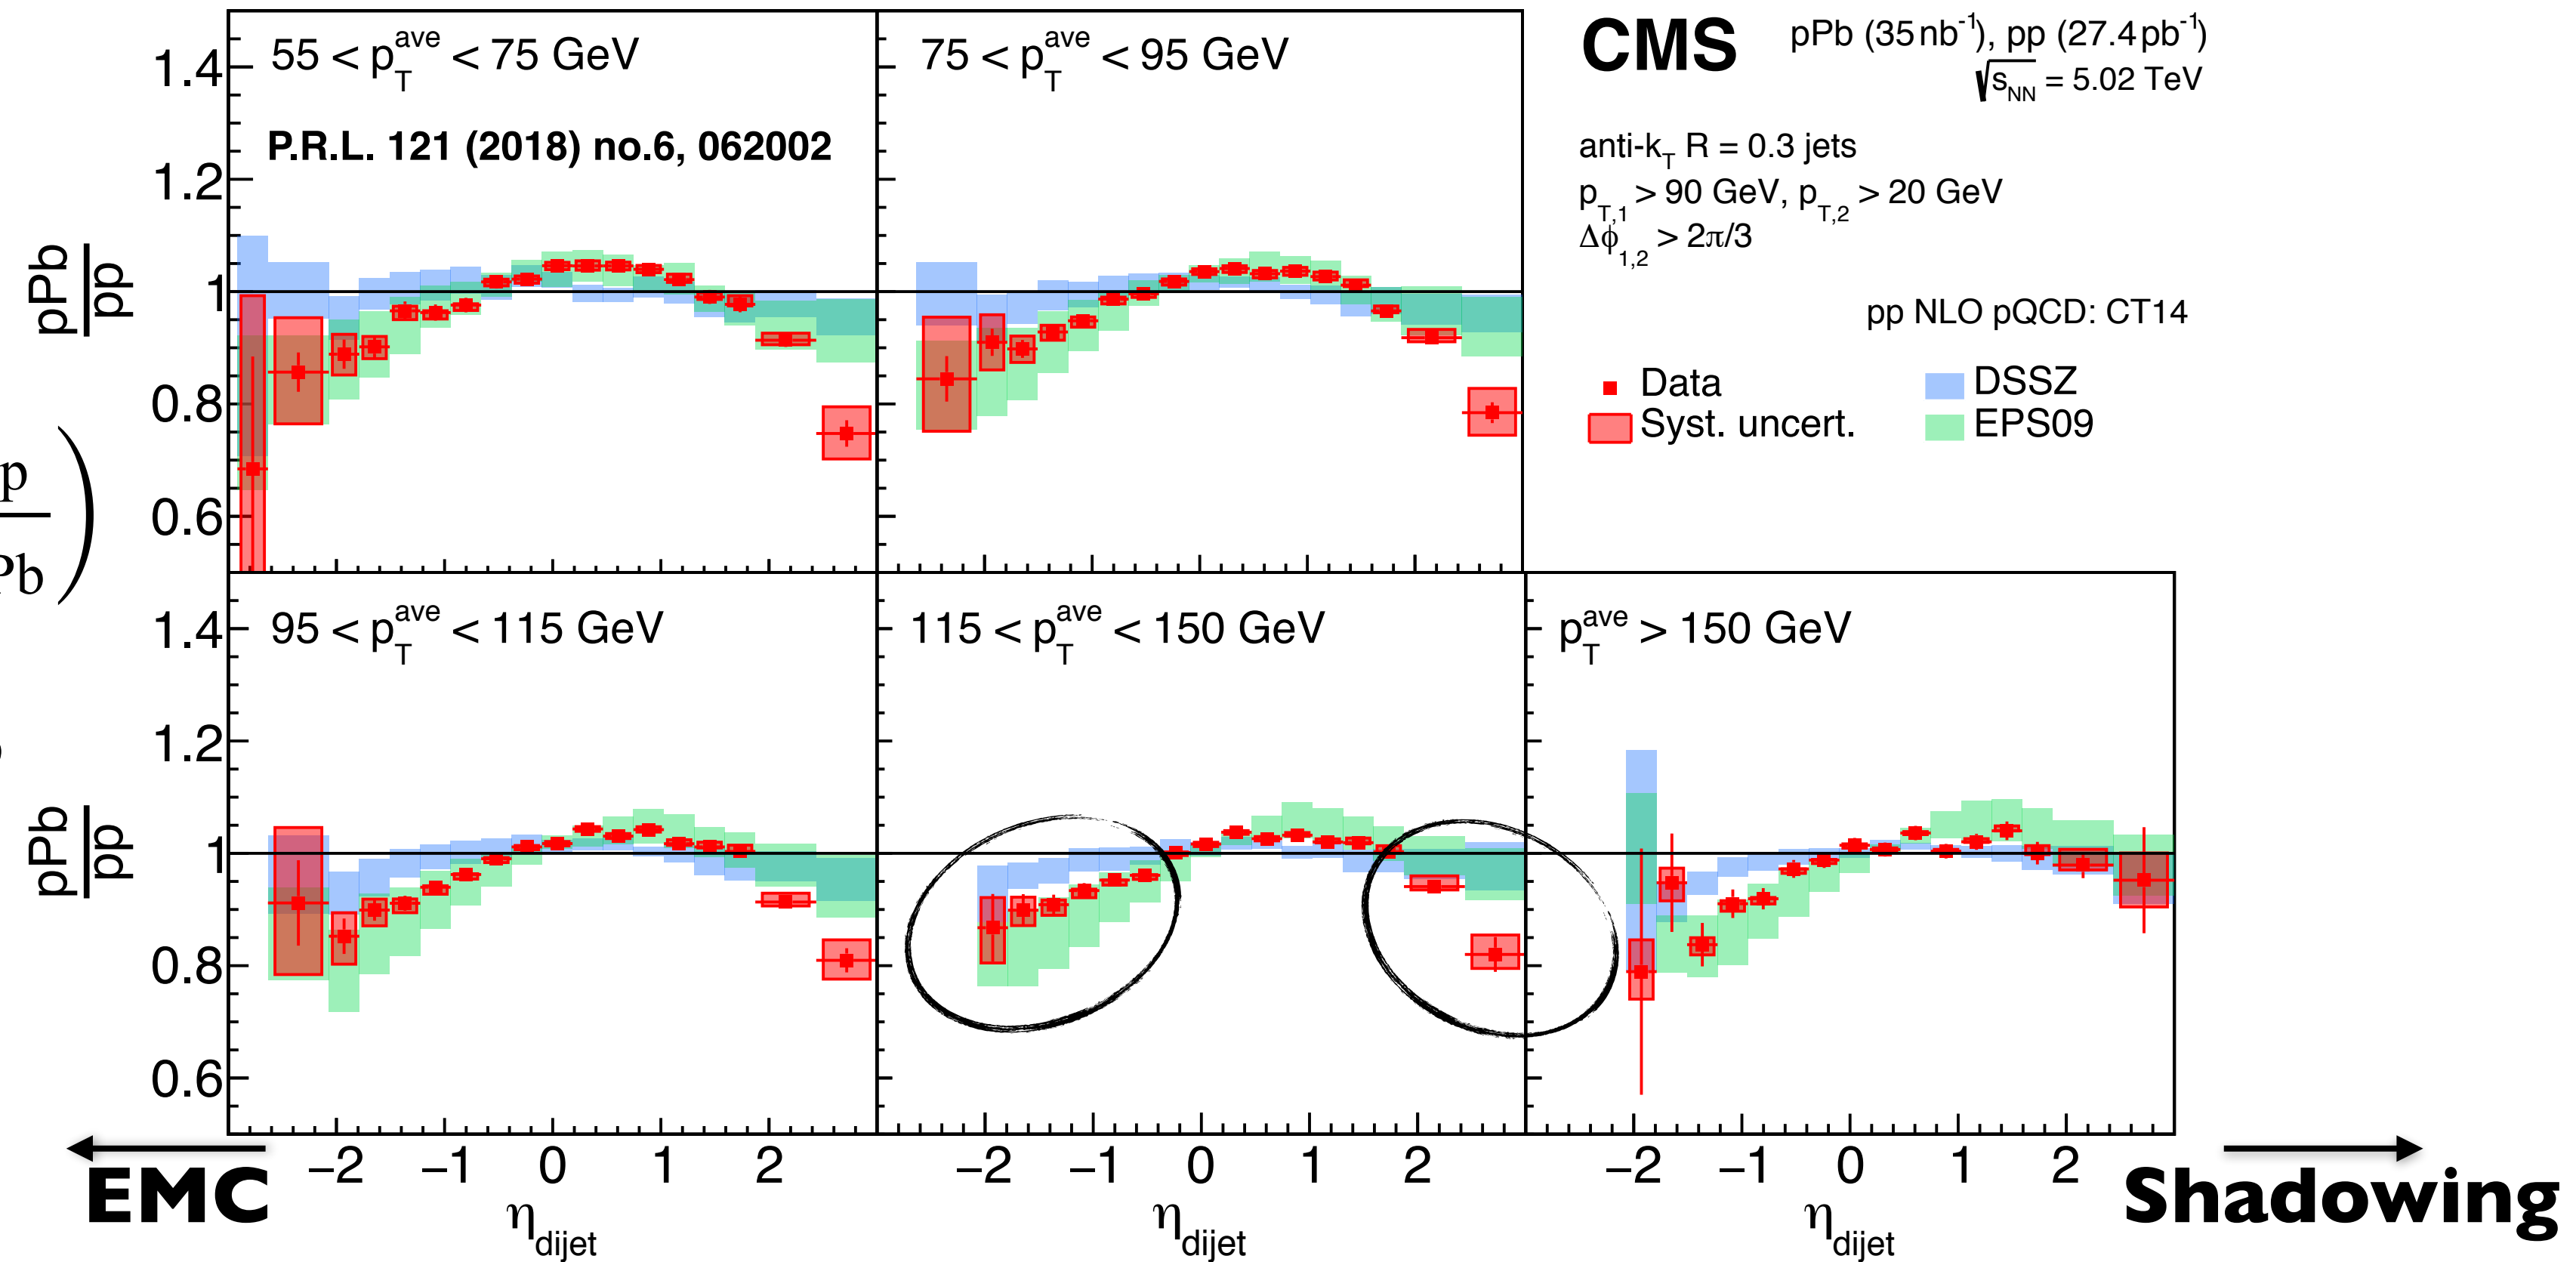 55 < p_T^ave < 75 GeV
P.R.L. 121 (2018) no.6, 062002
75 < p_T^ave < 95 GeV
CMS
pPb (35 nb⁻¹), pp (27.4 pb⁻¹)
√s_NN = 5.02 TeV
anti-k_T R = 0.3 jets
p_T,1 > 90 GeV, p_T,2 > 20 GeV
Δϕ_1,2 > 2π/3
pp NLO pQCD: CT14
Data
DSSZ
Syst. uncert.
EPS09
1.4
1.2
1
0.8
0.6
pPb
pp
p
Pb
)
95 < p_T^ave < 115 GeV
115 < p_T^ave < 150 GeV
p_T^ave > 150 GeV
1.4
1.2
1
0.8
0.6
pPb
pp
−2 −1 0 1 2
−2 −1 0 1 2
−2 −1 0 1 2
EMC
Shadowing
η_dijet
η_dijet
η_dijet